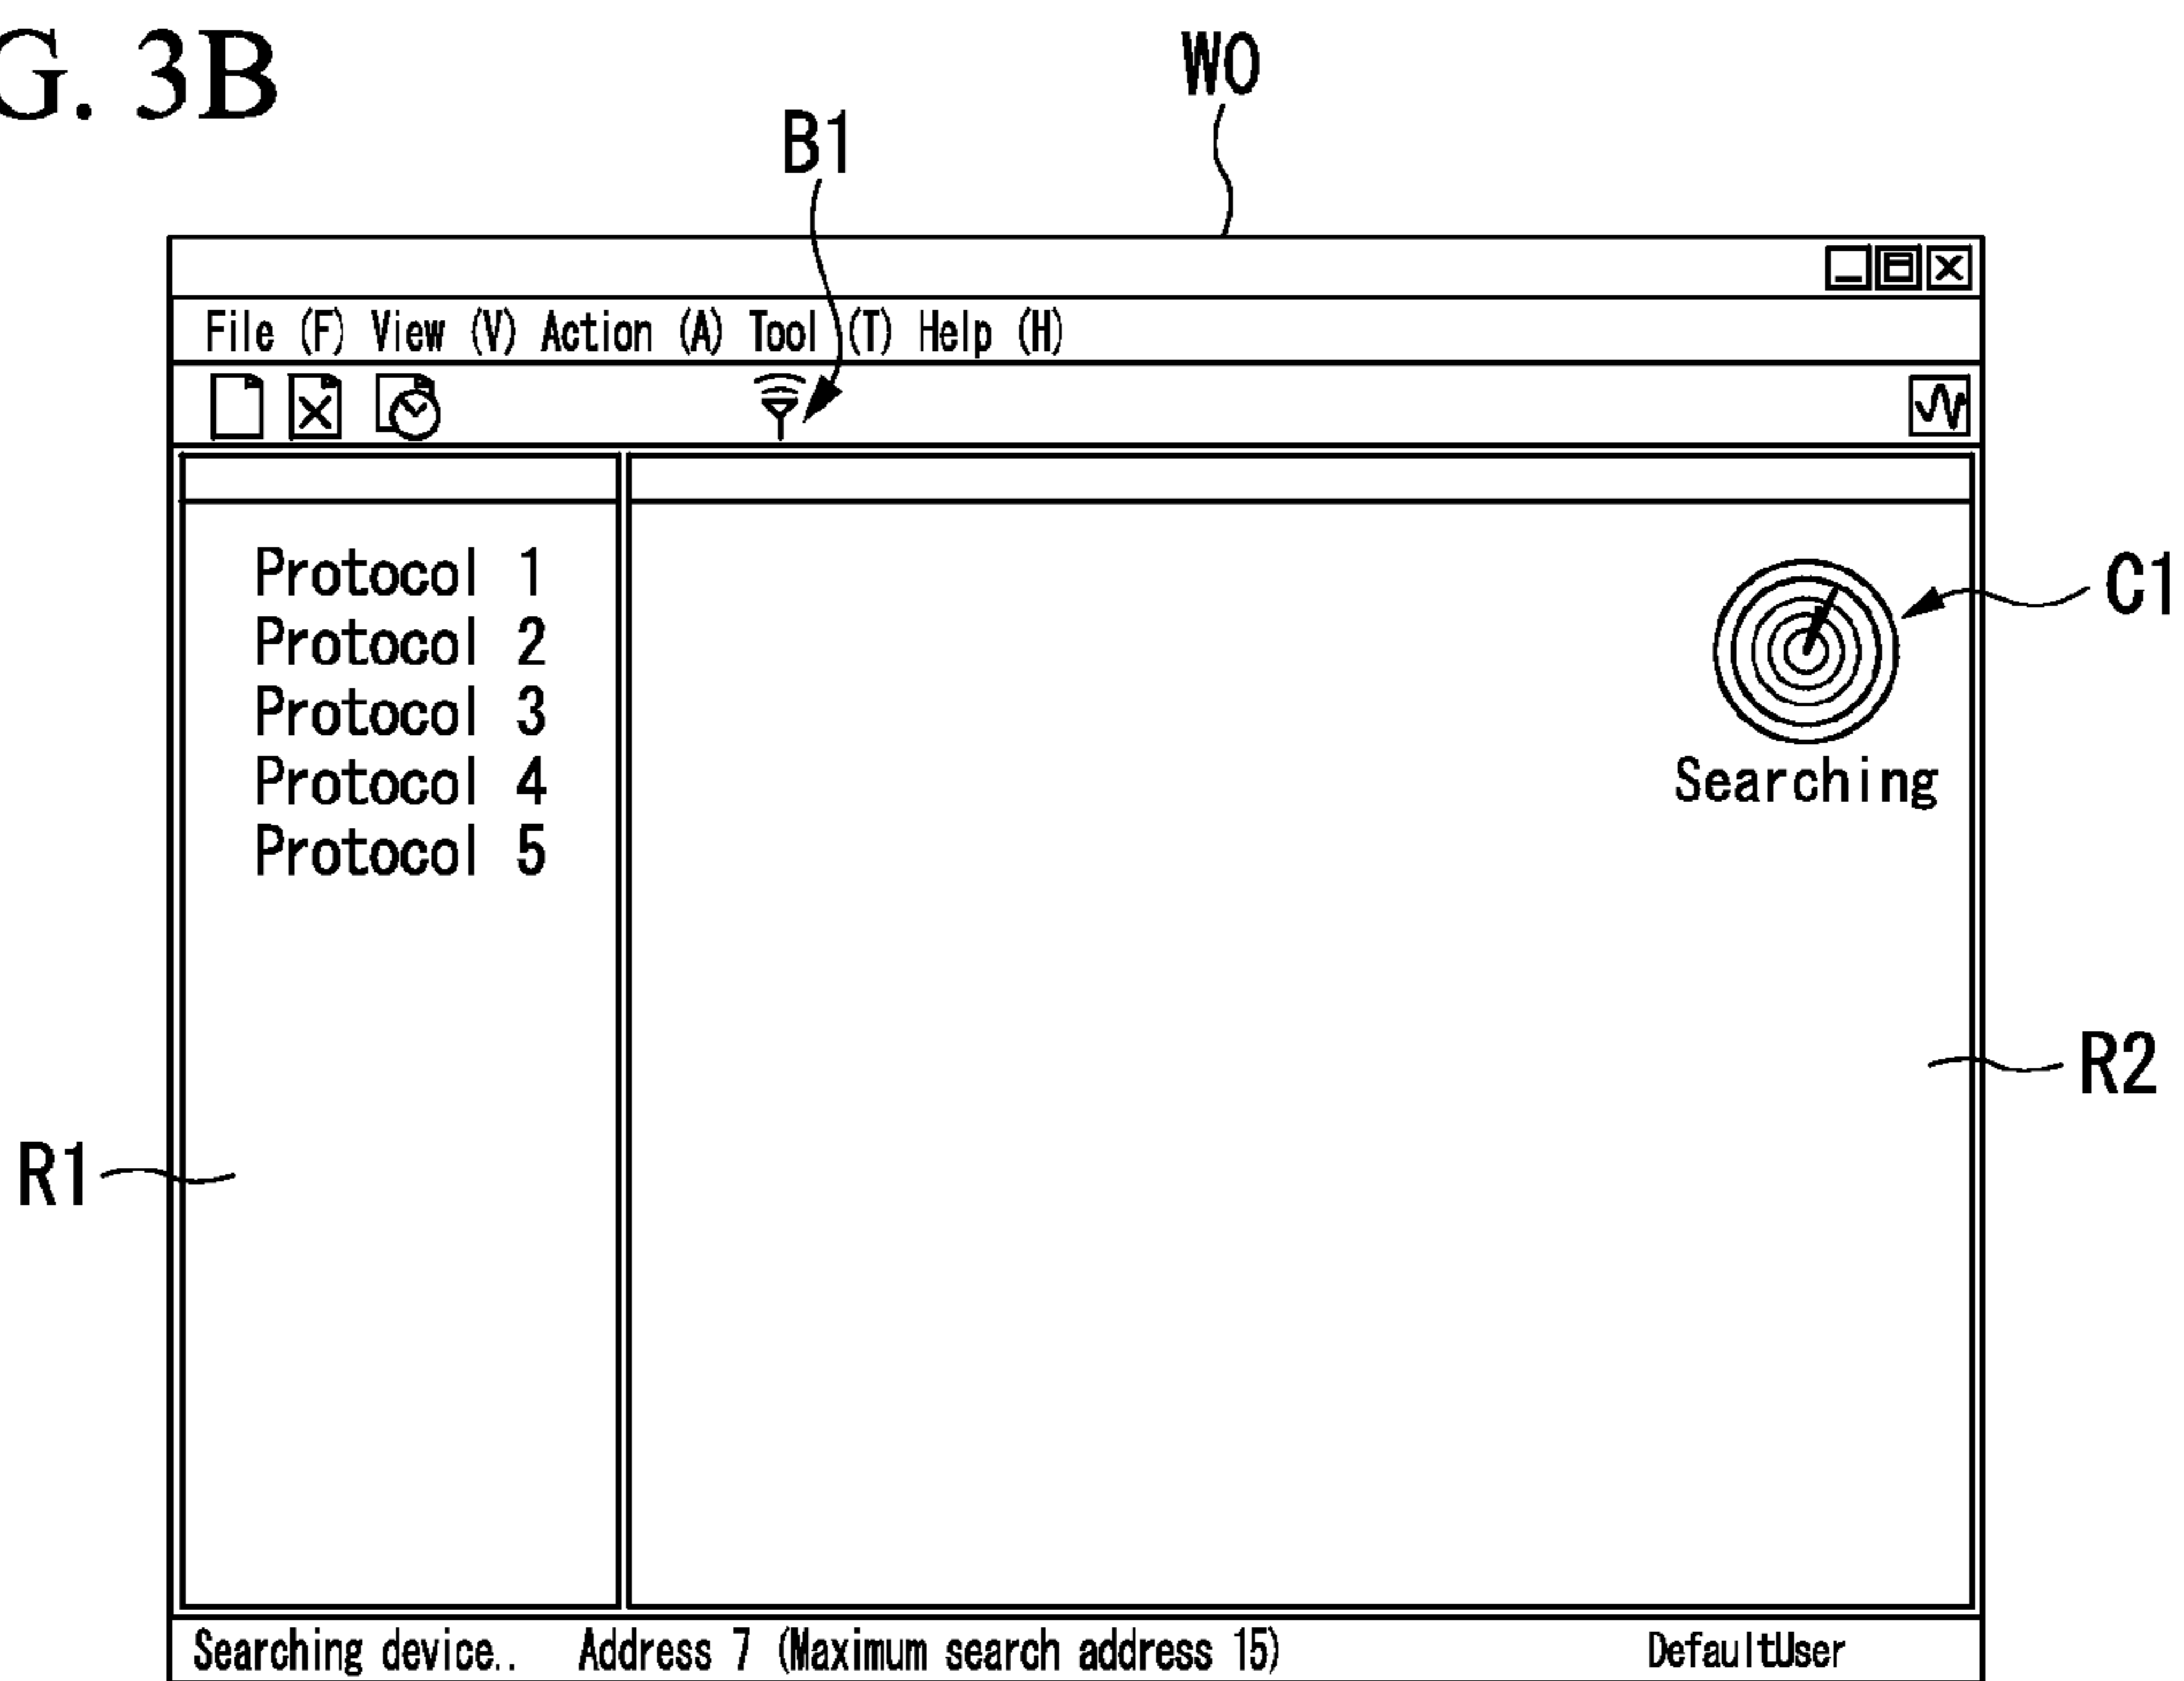 G. 3B
W0
B1
File (F) View (V) Action (A) Tool (T) Help (H)
Protocol 1
Protocol 2
Protocol 3
Protocol 4
Protocol 5
C1
Searching
R2
R1
Searching device.. Address 7 (Maximum search address 15) DefaultUser